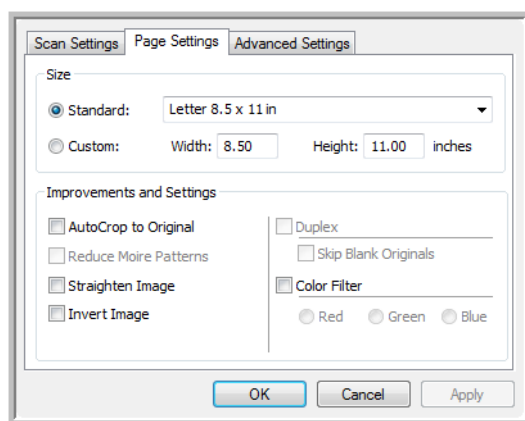 Scan Settings Page Settings Advanced Settings
Size
Standard: Letter 8.5 x 11 in
Custom: Width: 8.50 Height: 11.00 inches
Improvements and Settings
AutoCrop to Original Duplex
Reduce Moire Patterns Skip Blank Originals
Straighten Image Color Filter
Invert Image Red Green Blue
OK Cancel Apply